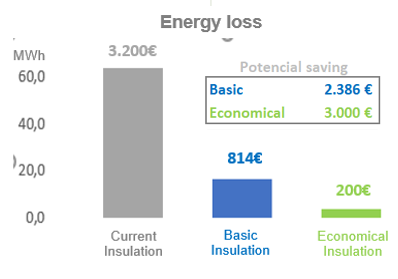 Energy loss
MWh
3.200€
60,0
Potencial saving
Basic 2.386 €
Economical 3.000 €
40,0
20,0
814€
200€
0,0
Current
Insulation
Basic
Insulation
Economical
Insulation